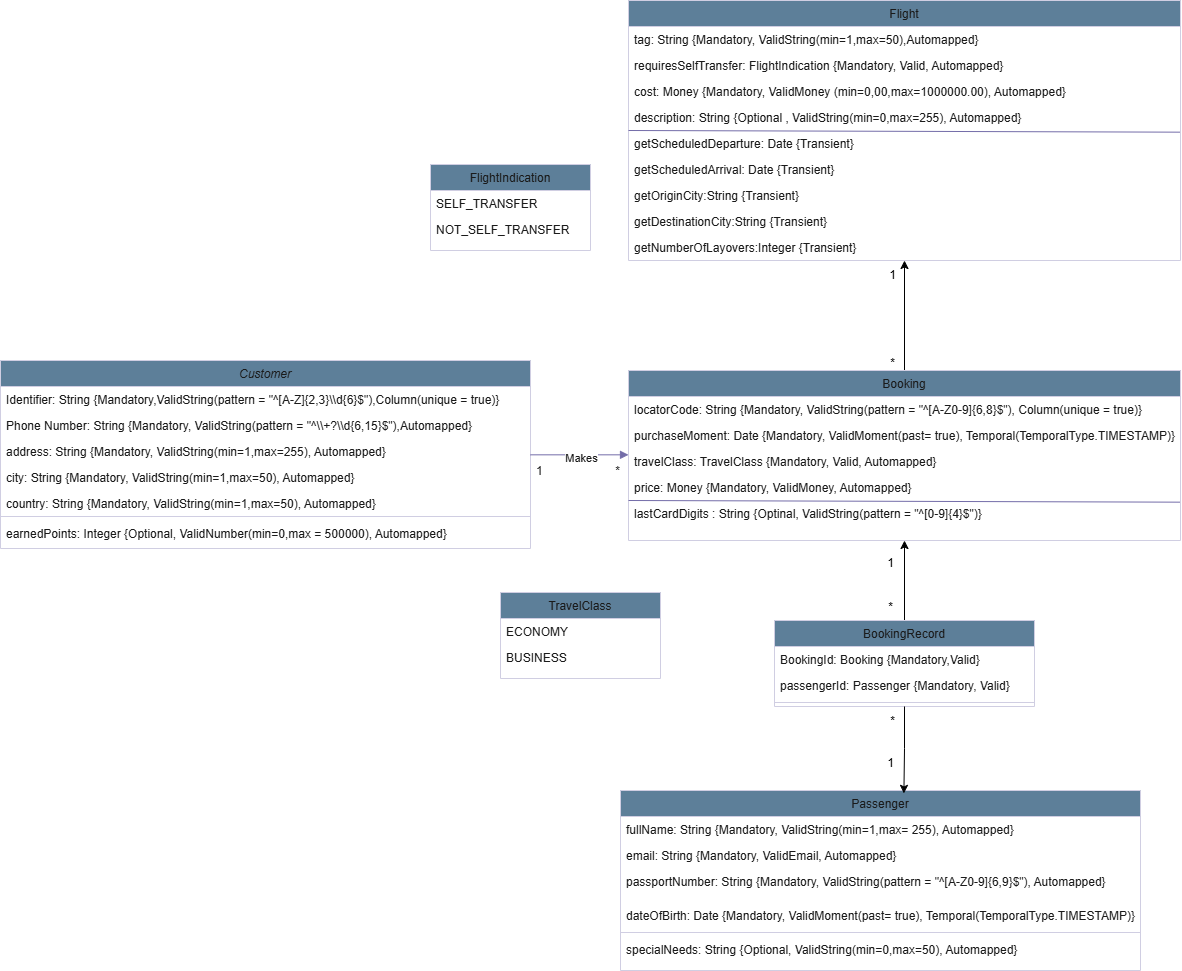 Flight
tag: String {Mandatory, ValidString(min=1,max=50),Automapped}
requiresSelfTransfer: FlightIndication {Mandatory, Valid, Automapped}
cost: Money {Mandatory, ValidMoney (min=0,00,max=1000000.00), Automapped}
description: String {Optional , ValidString(min=0,max=255), Automapped}
getScheduledDeparture: Date {Transient}
getScheduledArrival: Date {Transient}
getOriginCity:String {Transient}
getDestinationCity:String {Transient}
getNumberOfLayovers:Integer {Transient}
FlightIndication
SELF_TRANSFER
NOT_SELF_TRANSFER
1
*
Customer
Identifier: String {Mandatory,ValidString(pattern = "^[A-Z]{2,3}\\d{6}$"),Column(unique = true)}
Phone Number: String {Mandatory, ValidString(pattern = "^\\+?\\d{6,15}$"),Automapped}
address: String {Mandatory, ValidString(min=1,max=255), Automapped}
city: String {Mandatory, ValidString(min=1,max=50), Automapped}
country: String {Mandatory, ValidString(min=1,max=50), Automapped}
earnedPoints: Integer {Optional, ValidNumber(min=0,max = 500000), Automapped}
Makes
1
*
Booking
locatorCode: String {Mandatory, ValidString(pattern = "^[A-Z0-9]{6,8}$"), Column(unique = true)}
purchaseMoment: Date {Mandatory, ValidMoment(past= true), Temporal(TemporalType.TIMESTAMP)}
travelClass: TravelClass {Mandatory, Valid, Automapped}
price: Money {Mandatory, ValidMoney, Automapped}
lastCardDigits : String {Optinal, ValidString(pattern = "^[0-9]{4}$")}
1
*
TravelClass
ECONOMY
BUSINESS
BookingRecord
BookingId: Booking {Mandatory,Valid}
passengerId: Passenger {Mandatory, Valid}
*
1
Passenger
fullName: String {Mandatory, ValidString(min=1,max= 255), Automapped}
email: String {Mandatory, ValidEmail, Automapped}
passportNumber: String {Mandatory, ValidString(pattern = "^[A-Z0-9]{6,9}$"), Automapped}
dateOfBirth: Date {Mandatory, ValidMoment(past= true), Temporal(TemporalType.TIMESTAMP)}
specialNeeds: String {Optional, ValidString(min=0,max=50), Automapped}